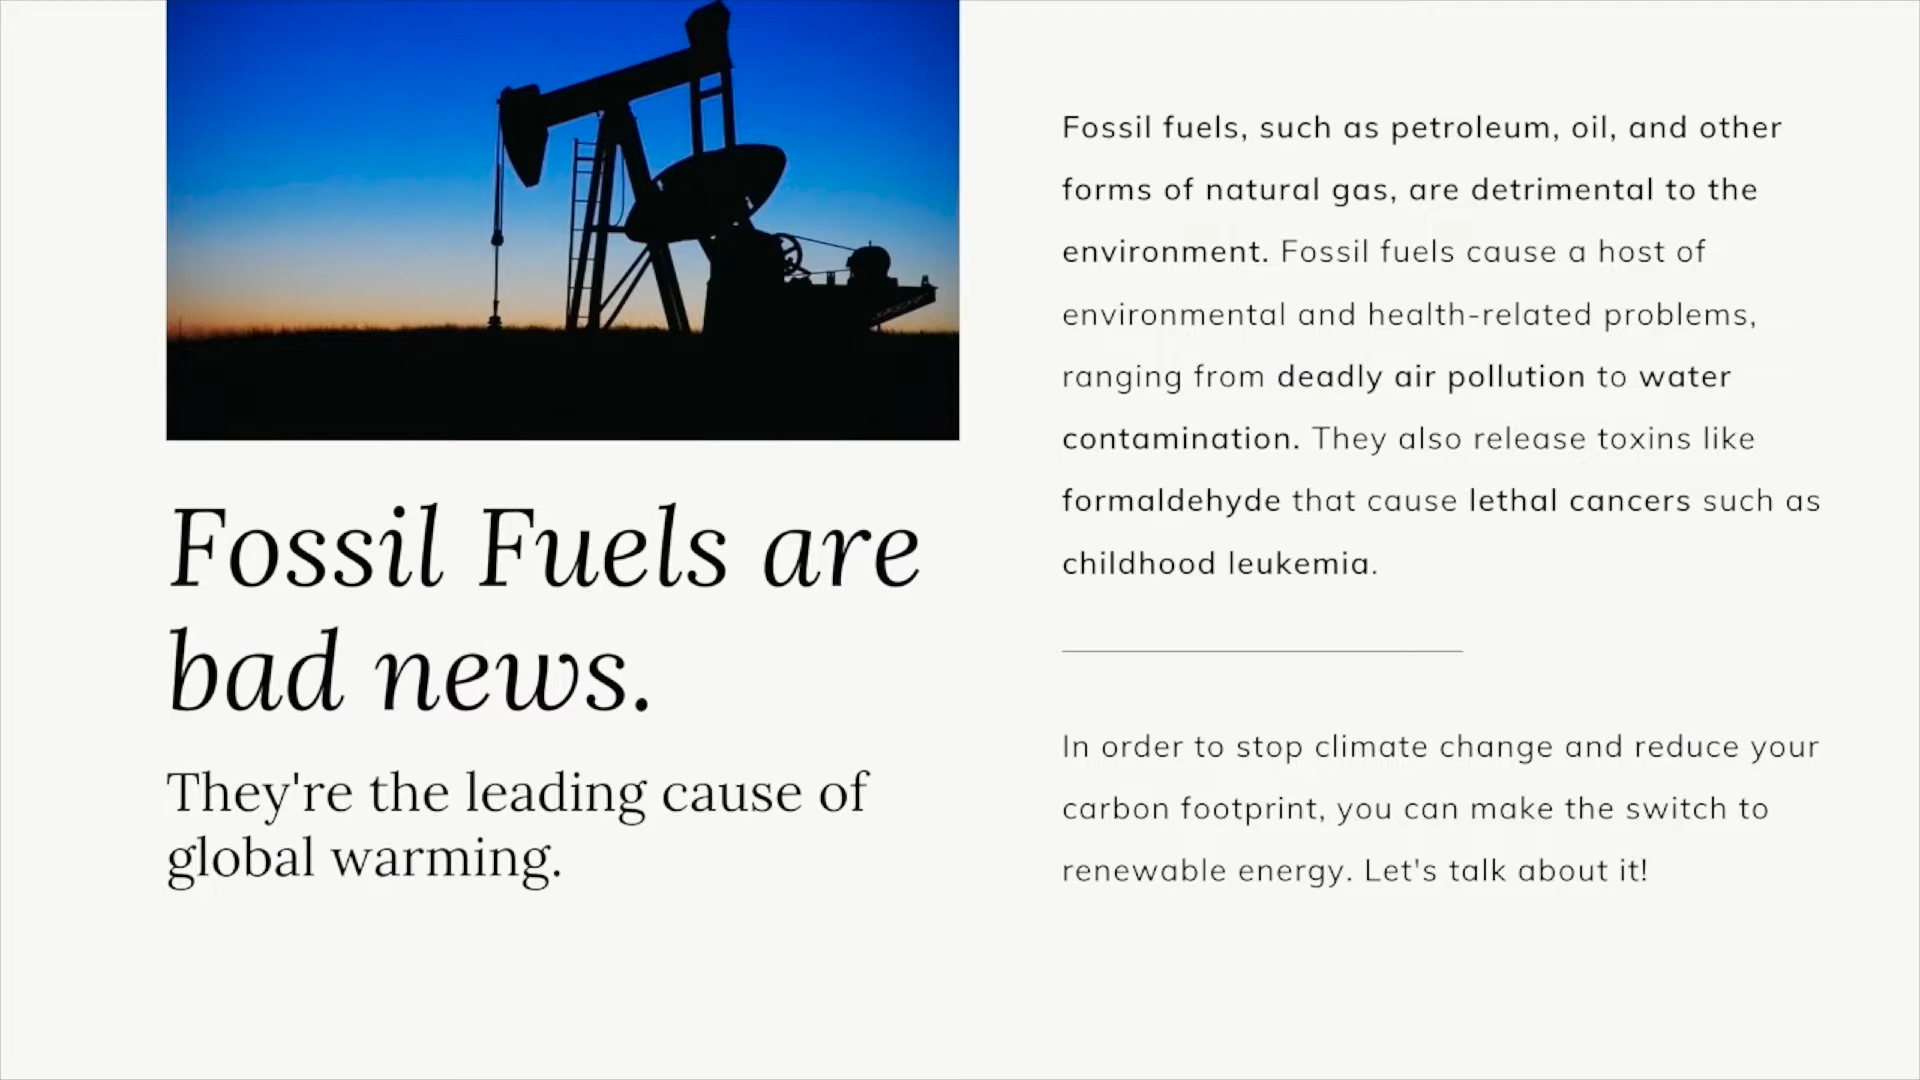 Fossil Fuels are
bad news.
They're the leading cause of
global warming.
Fossil fuels, such as petroleum, oil, and other
forms of natural gas, are detrimental to the
environment. Fossil fuels cause a host of
environmental and health-related problems,
ranging from deadly air pollution to water
contamination. They also release toxins like
formaldehyde that cause lethal cancers such as
childhood leukemia.
In order to stop climate change and reduce your
carbon footprint, you can make the switch to
renewable energy. Let's talk about it!